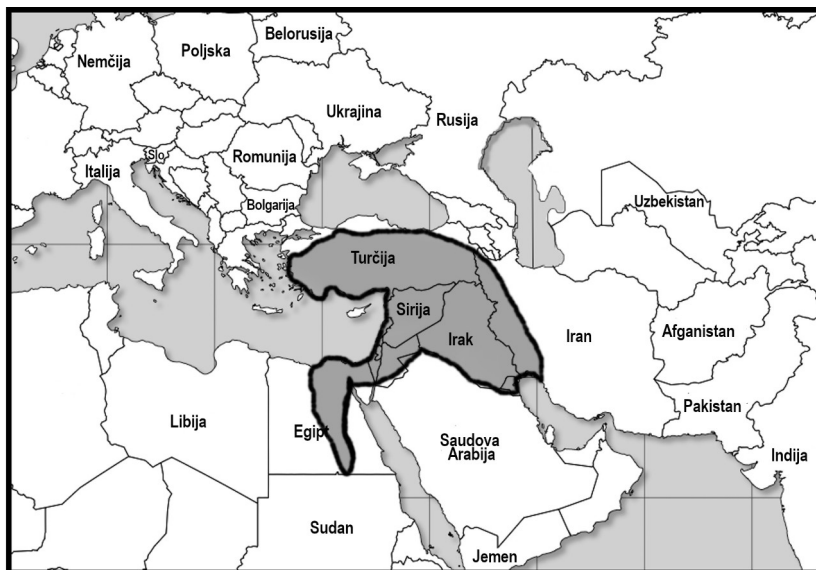 Belorusija
Poljska
Nemčija
Ukrajina
Rusija
Slo
Romunija
Italija
Bolgarija
Uzbekistan
Turčija
Sirija
Irak
Iran
Afganistan
Pakistan
Libija
Egipt
Saudova
Arabija
Indija
Sudan
Jemen